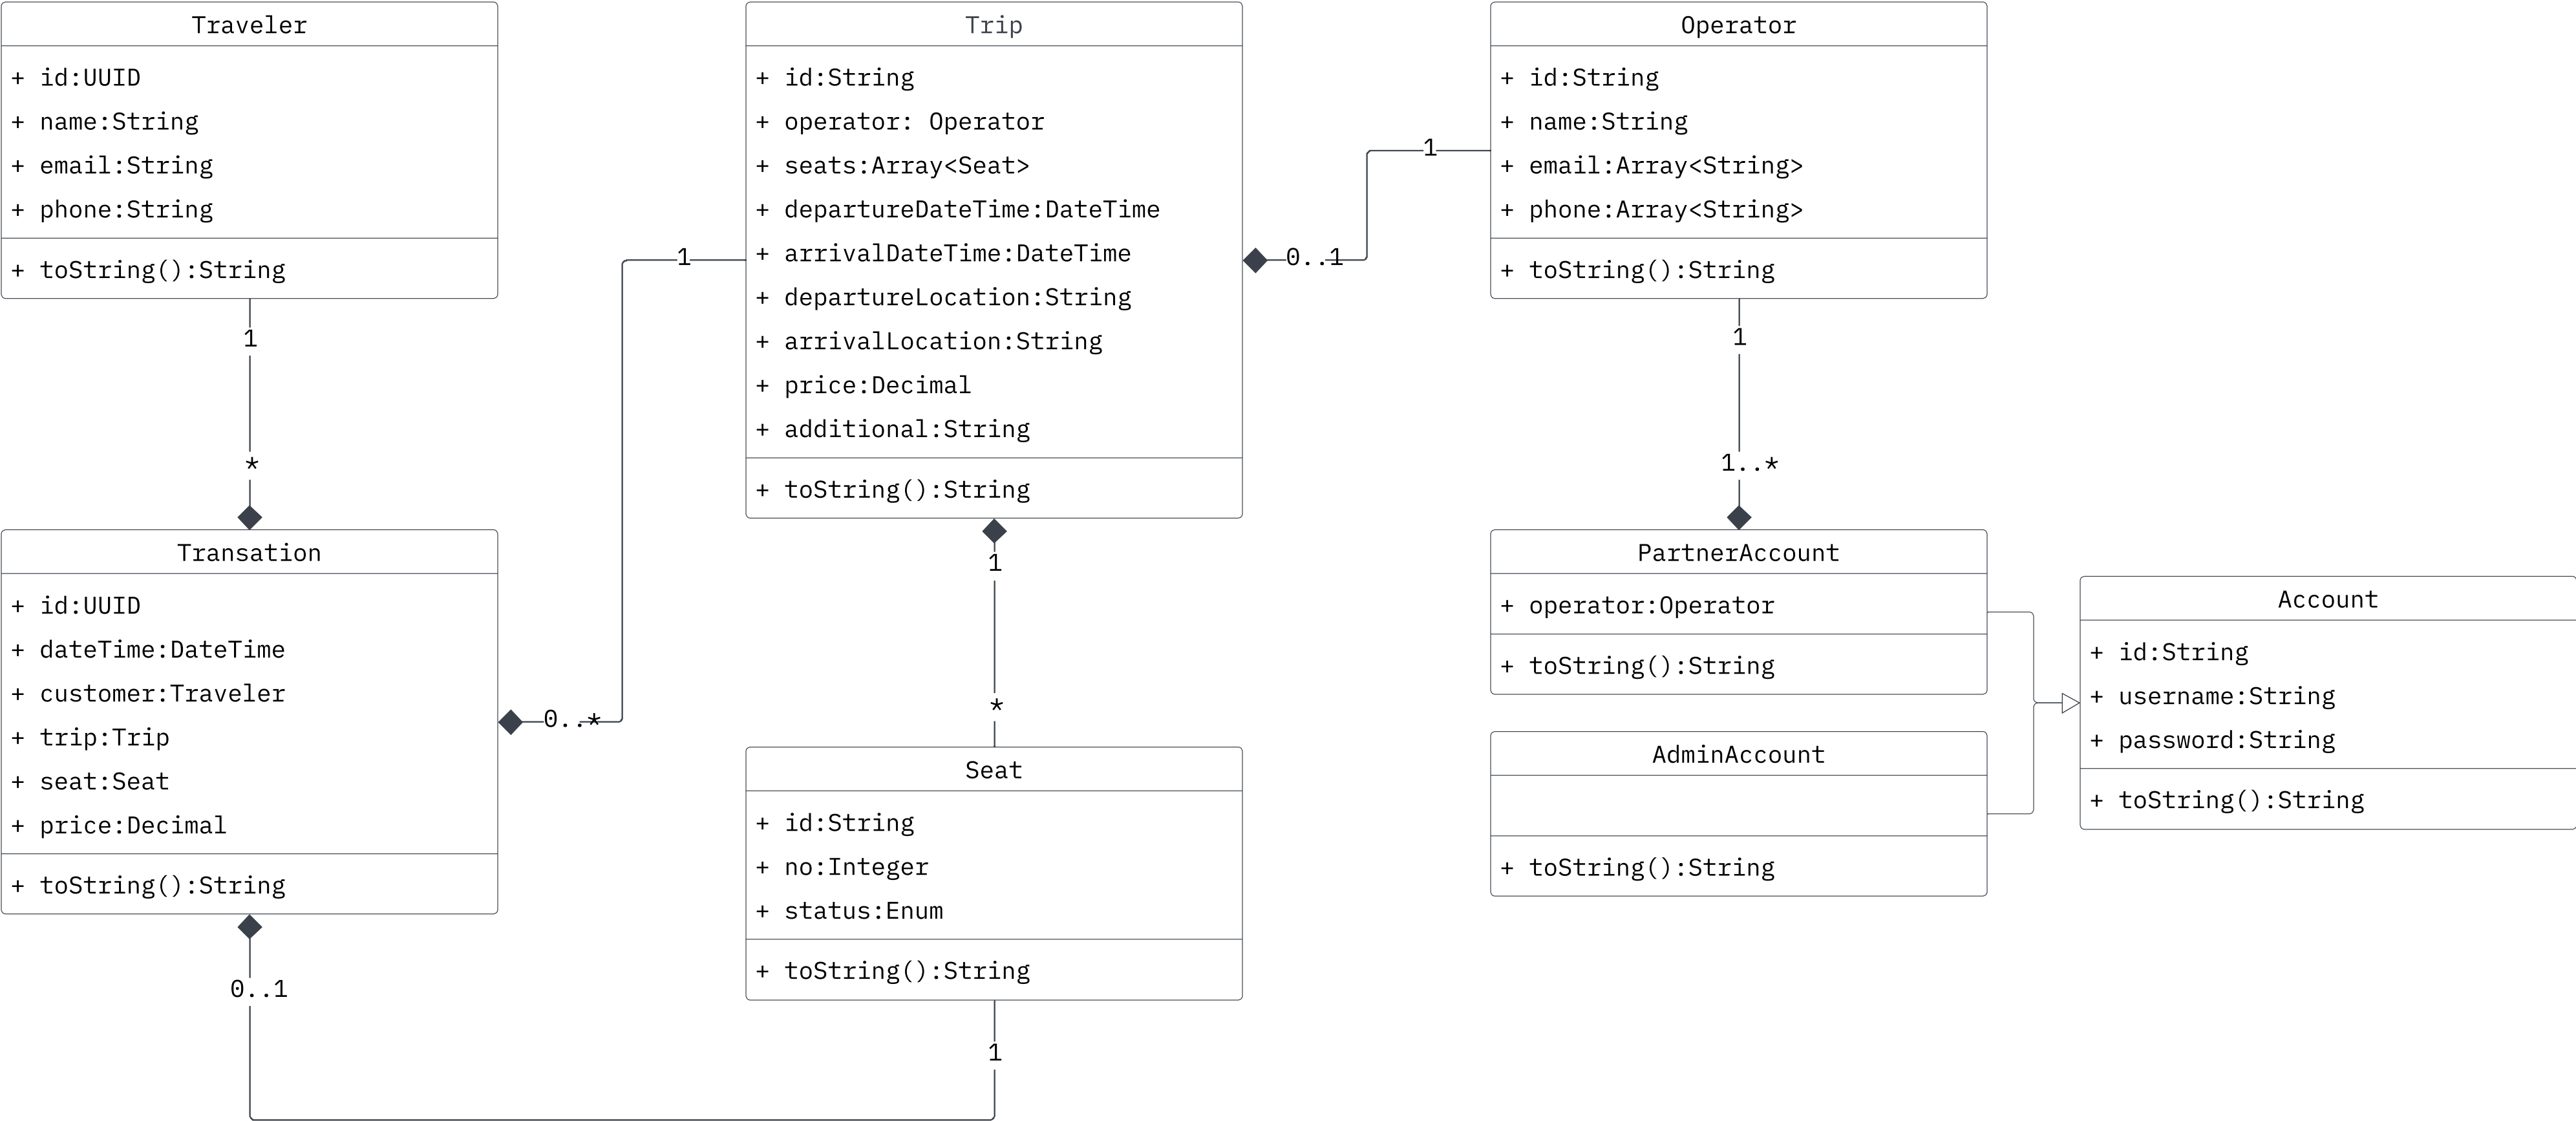 Traveler
+ id:UUID
+ name:String
+ email:String
+ phone:String
+ toString():String
1
*
Transation
+ id:UUID
+ dateTime:DateTime
+ customer:Traveler
+ trip:Trip
+ seat:Seat
+ price:Decimal
+ toString():String
0..1
1
0..*
Trip
+ id:String
+ operator: Operator
+ seats:Array<Seat>
+ departureDateTime:DateTime
+ arrivalDateTime:DateTime
+ departureLocation:String
+ arrivalLocation:String
+ price:Decimal
+ additional:String
+ toString():String
1
*
Seat
+ id:String
+ no:Integer
+ status:Enum
+ toString():String
1
0..1
1
Operator
+ id:String
+ name:String
+ email:Array<String>
+ phone:Array<String>
+ toString():String
1
1..*
PartnerAccount
+ operator:Operator
+ toString():String
AdminAccount
+ toString():String
Account
+ id:String
+ username:String
+ password:String
+ toString():String